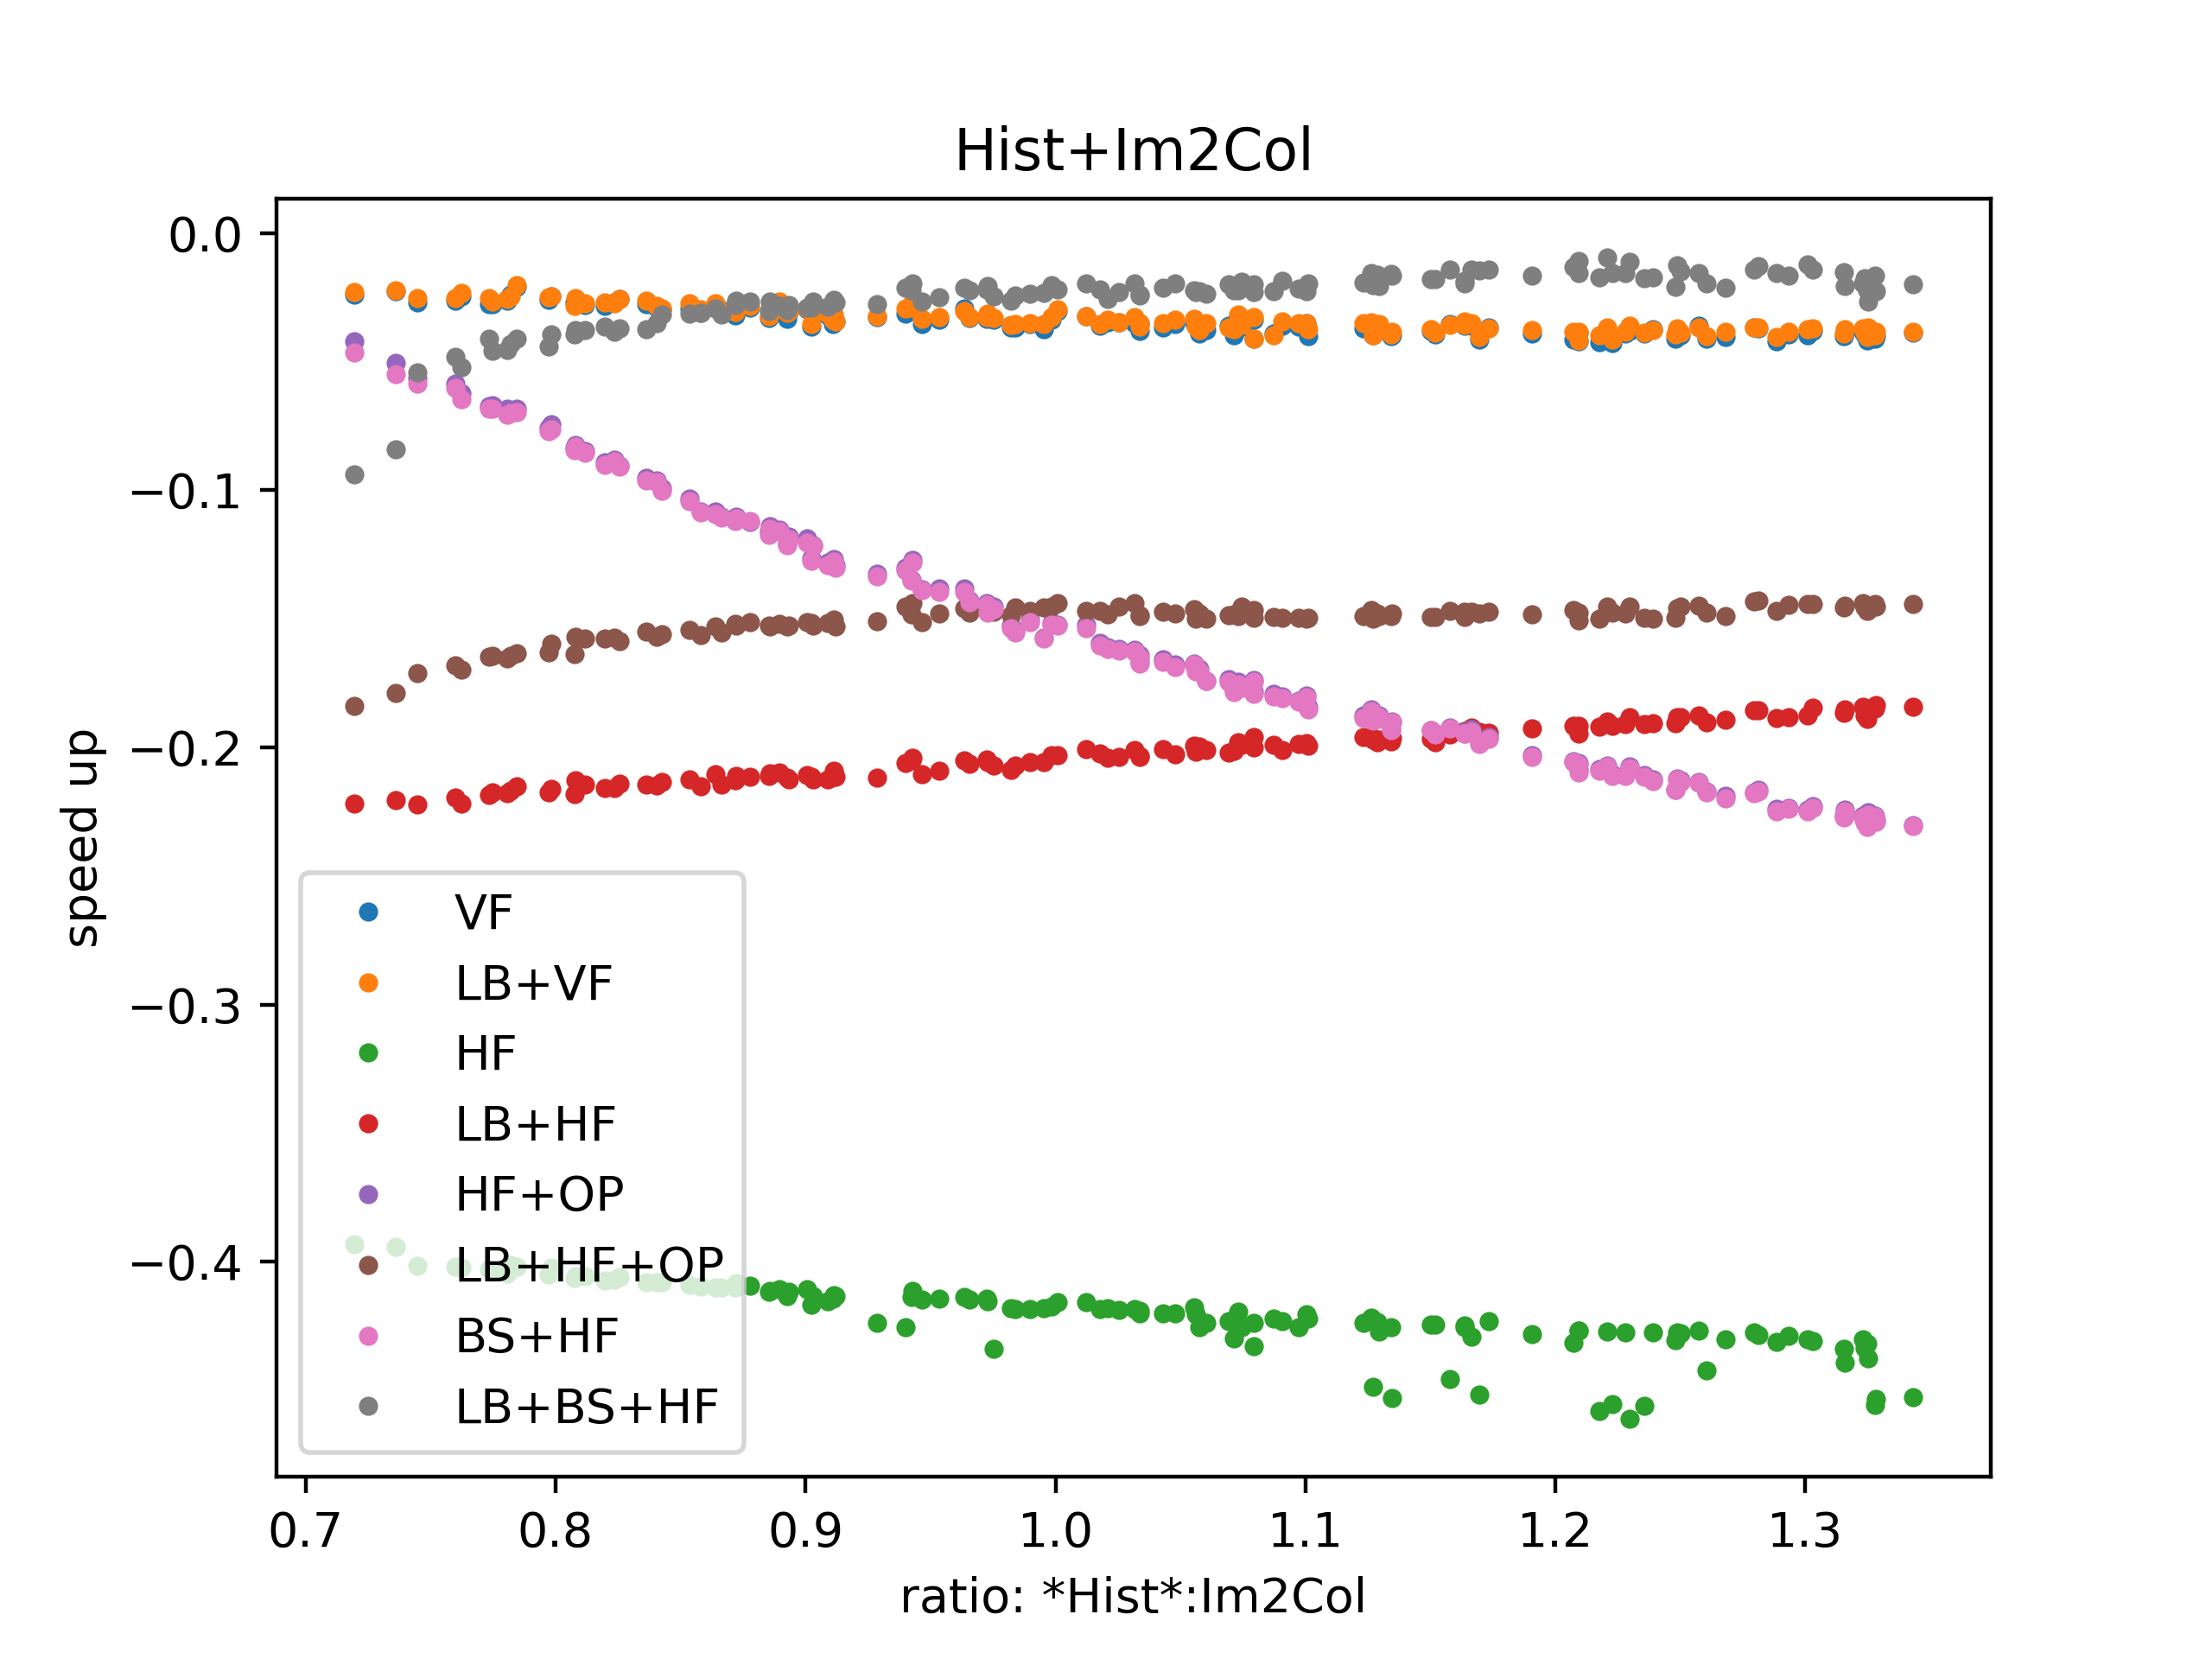 Hist+Im2Col
speed up
0.0
−0.1
−0.2
−0.3
−0.4
VF
LB+VF
HF
LB+HF
HF+OP
LB+HF+OP
BS+HF
LB+BS+HF
0.7 0.8 0.9 1.0 1.1 1.2 1.3
ratio: *Hist*:Im2Col